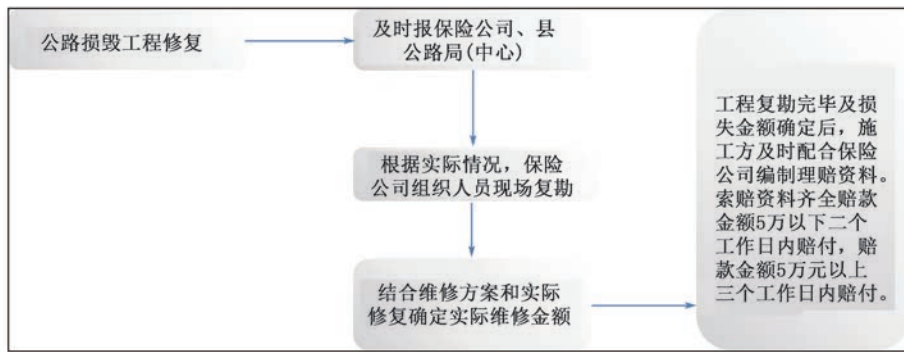 公路损毁工程修复
及时报保险公司、县
公路局(中心)
根据实际情况，保险
公司组织人员现场复勘
结合维修方案和实际
修复确定实际维修金额
工程复勘完毕及损
失金额确定后，施
工方及时配合保险
公司编制理赔资料。
索赔资料齐全赔款
金额5万以下二个
工作日内赔付，赔
款金额5万元以上
三个工作日内赔付。